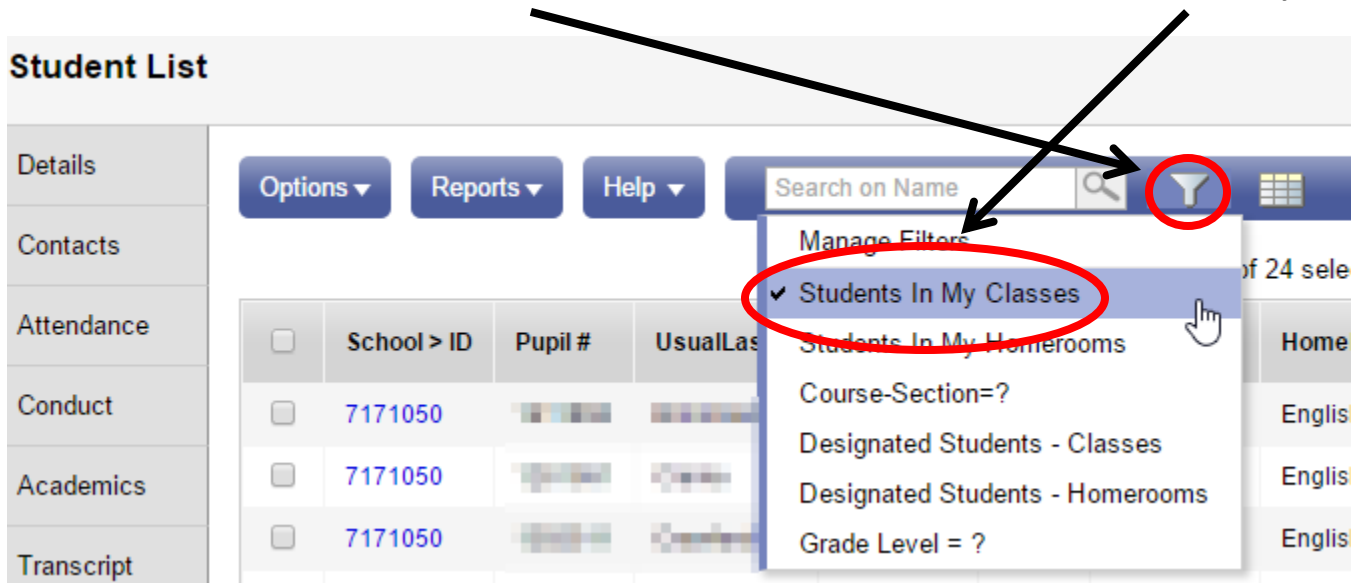 Student List
Details
Contacts
Attendance
Conduct
Academics
Transcript
Options Reports Help Search on Name
Manage Filters
Students In My Classes
Students In My Homerooms
Course-Section=?
Designated Students - Classes
Designated Students - Homerooms
Grade Level = ?
of 24 sele
School > ID Pupil # UsualLas Home
7171050 Englis
7171050 Englis
7171050 Englis